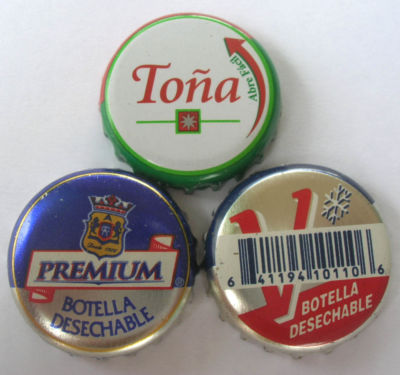 Toña
Abre Fácil
PREMIUM
®
BOTELLA
DESECHABLE
V
6 41194 10110 6
BOTELLA
DESECHABLE